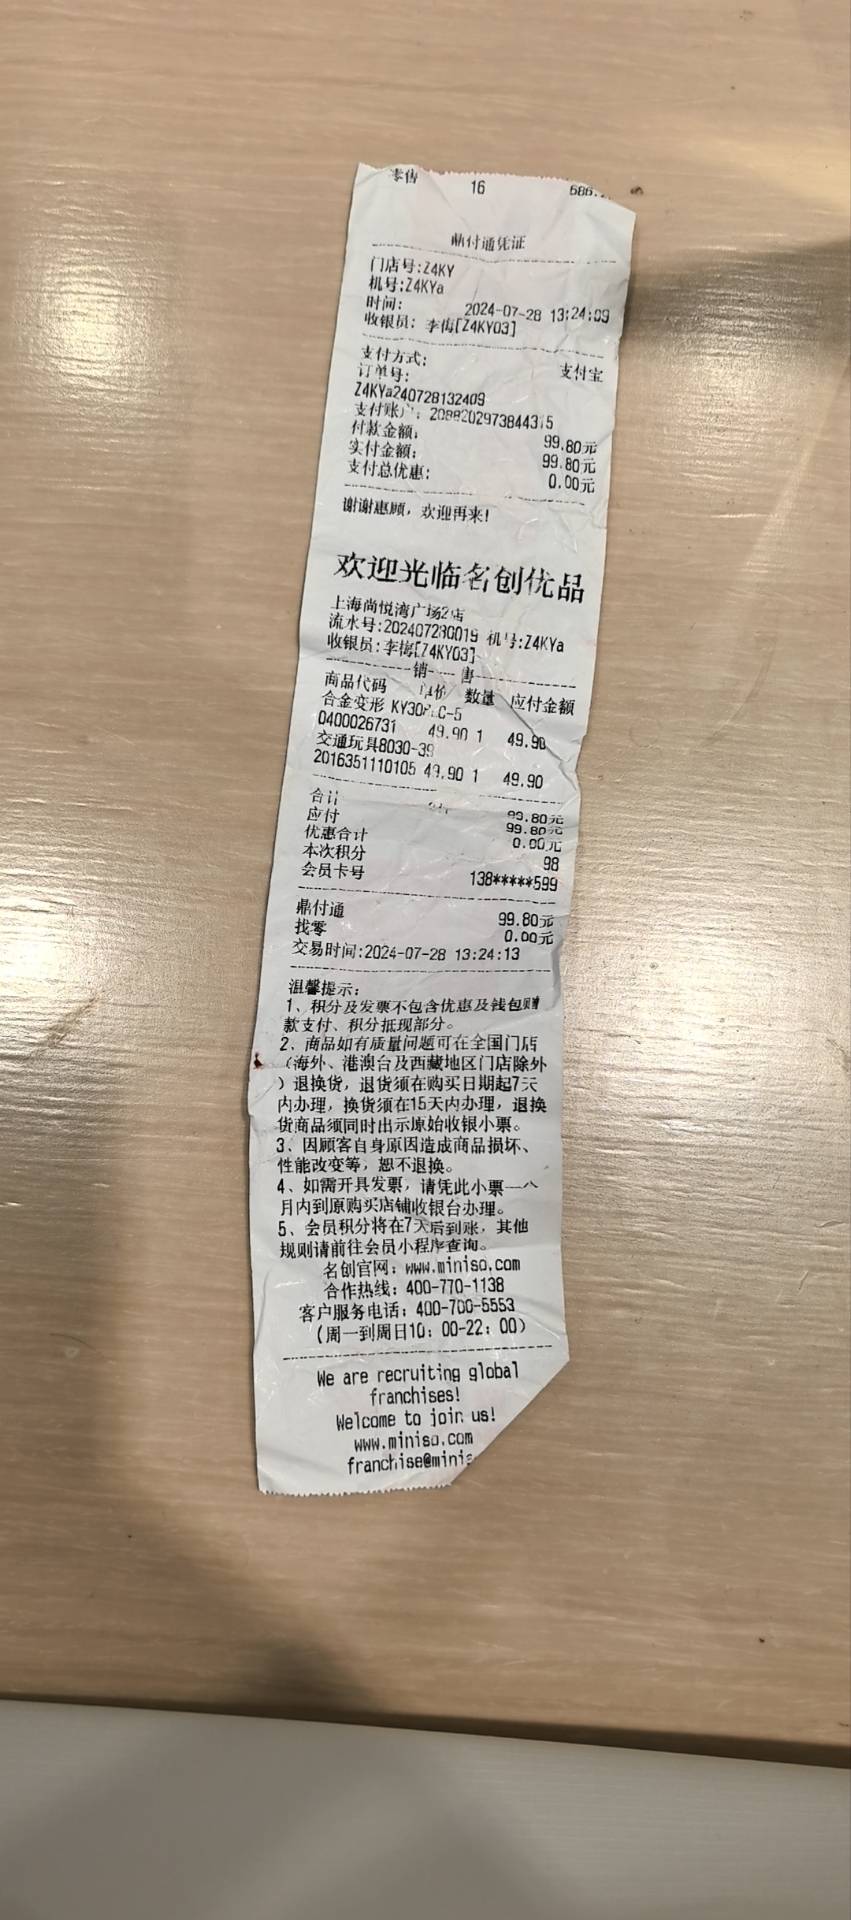 零售 16 686.
鼎付通凭证
门店号:Z4KY
机号:Z4KYa
时间: 2024-07-28 13:24:09
收银员: 李梅[Z4KY03]
支付方式: 支付宝
订单号:
Z4KYa240728132409
支付账户: 2088202973844315
付款金额: 99.80元
实付金额: 99.80元
支付总优惠: 0.00元
谢谢惠顾，欢迎再来!
欢迎光临名创优品
上海尚悦湾广场2店
流水号:202407280019 机号:Z4KYa
收银员:李梅[Z4KY03]
销 售
商品代码 单价 数量 应付金额
合金变形
0400026731 49.90 1 49.90
交通玩具8030-39
2016351110105 49.90 1 49.90
合计 99.80元
应付 99.80元
优惠合计 0.00元
本次积分 98
会员卡号 138*****599
鼎付通 99.80元
找零 0.00元
交易时间:2024-07-28 13:24:13
温馨提示:
1、积分及发票不包含优惠及钱包赠
款支付、积分抵现部分。
2、商品如有质量问题可在全国门店
（海外、港澳台及西藏地区门店除外
）退换货，退货须在购买日期起7天
内办理，换货须在15天内办理，退换
货商品须同时出示原始收银小票。
3、因顾客自身原因造成商品损坏、
性能改变等，恕不退换。
4、如需开具发票，请凭此小票一个
月内到原购买店铺收银台办理。
5、会员积分将在7天后到账，其他
规则请前往会员小程序查询。
名创官网: www.miniso.com
合作热线: 400-770-1138
客户服务电话: 400-700-5553
(周一到周日10: 00-22: 00)
We are recruiting global
franchises!
Welcome to join us!
www.miniso.com
franchise@minis